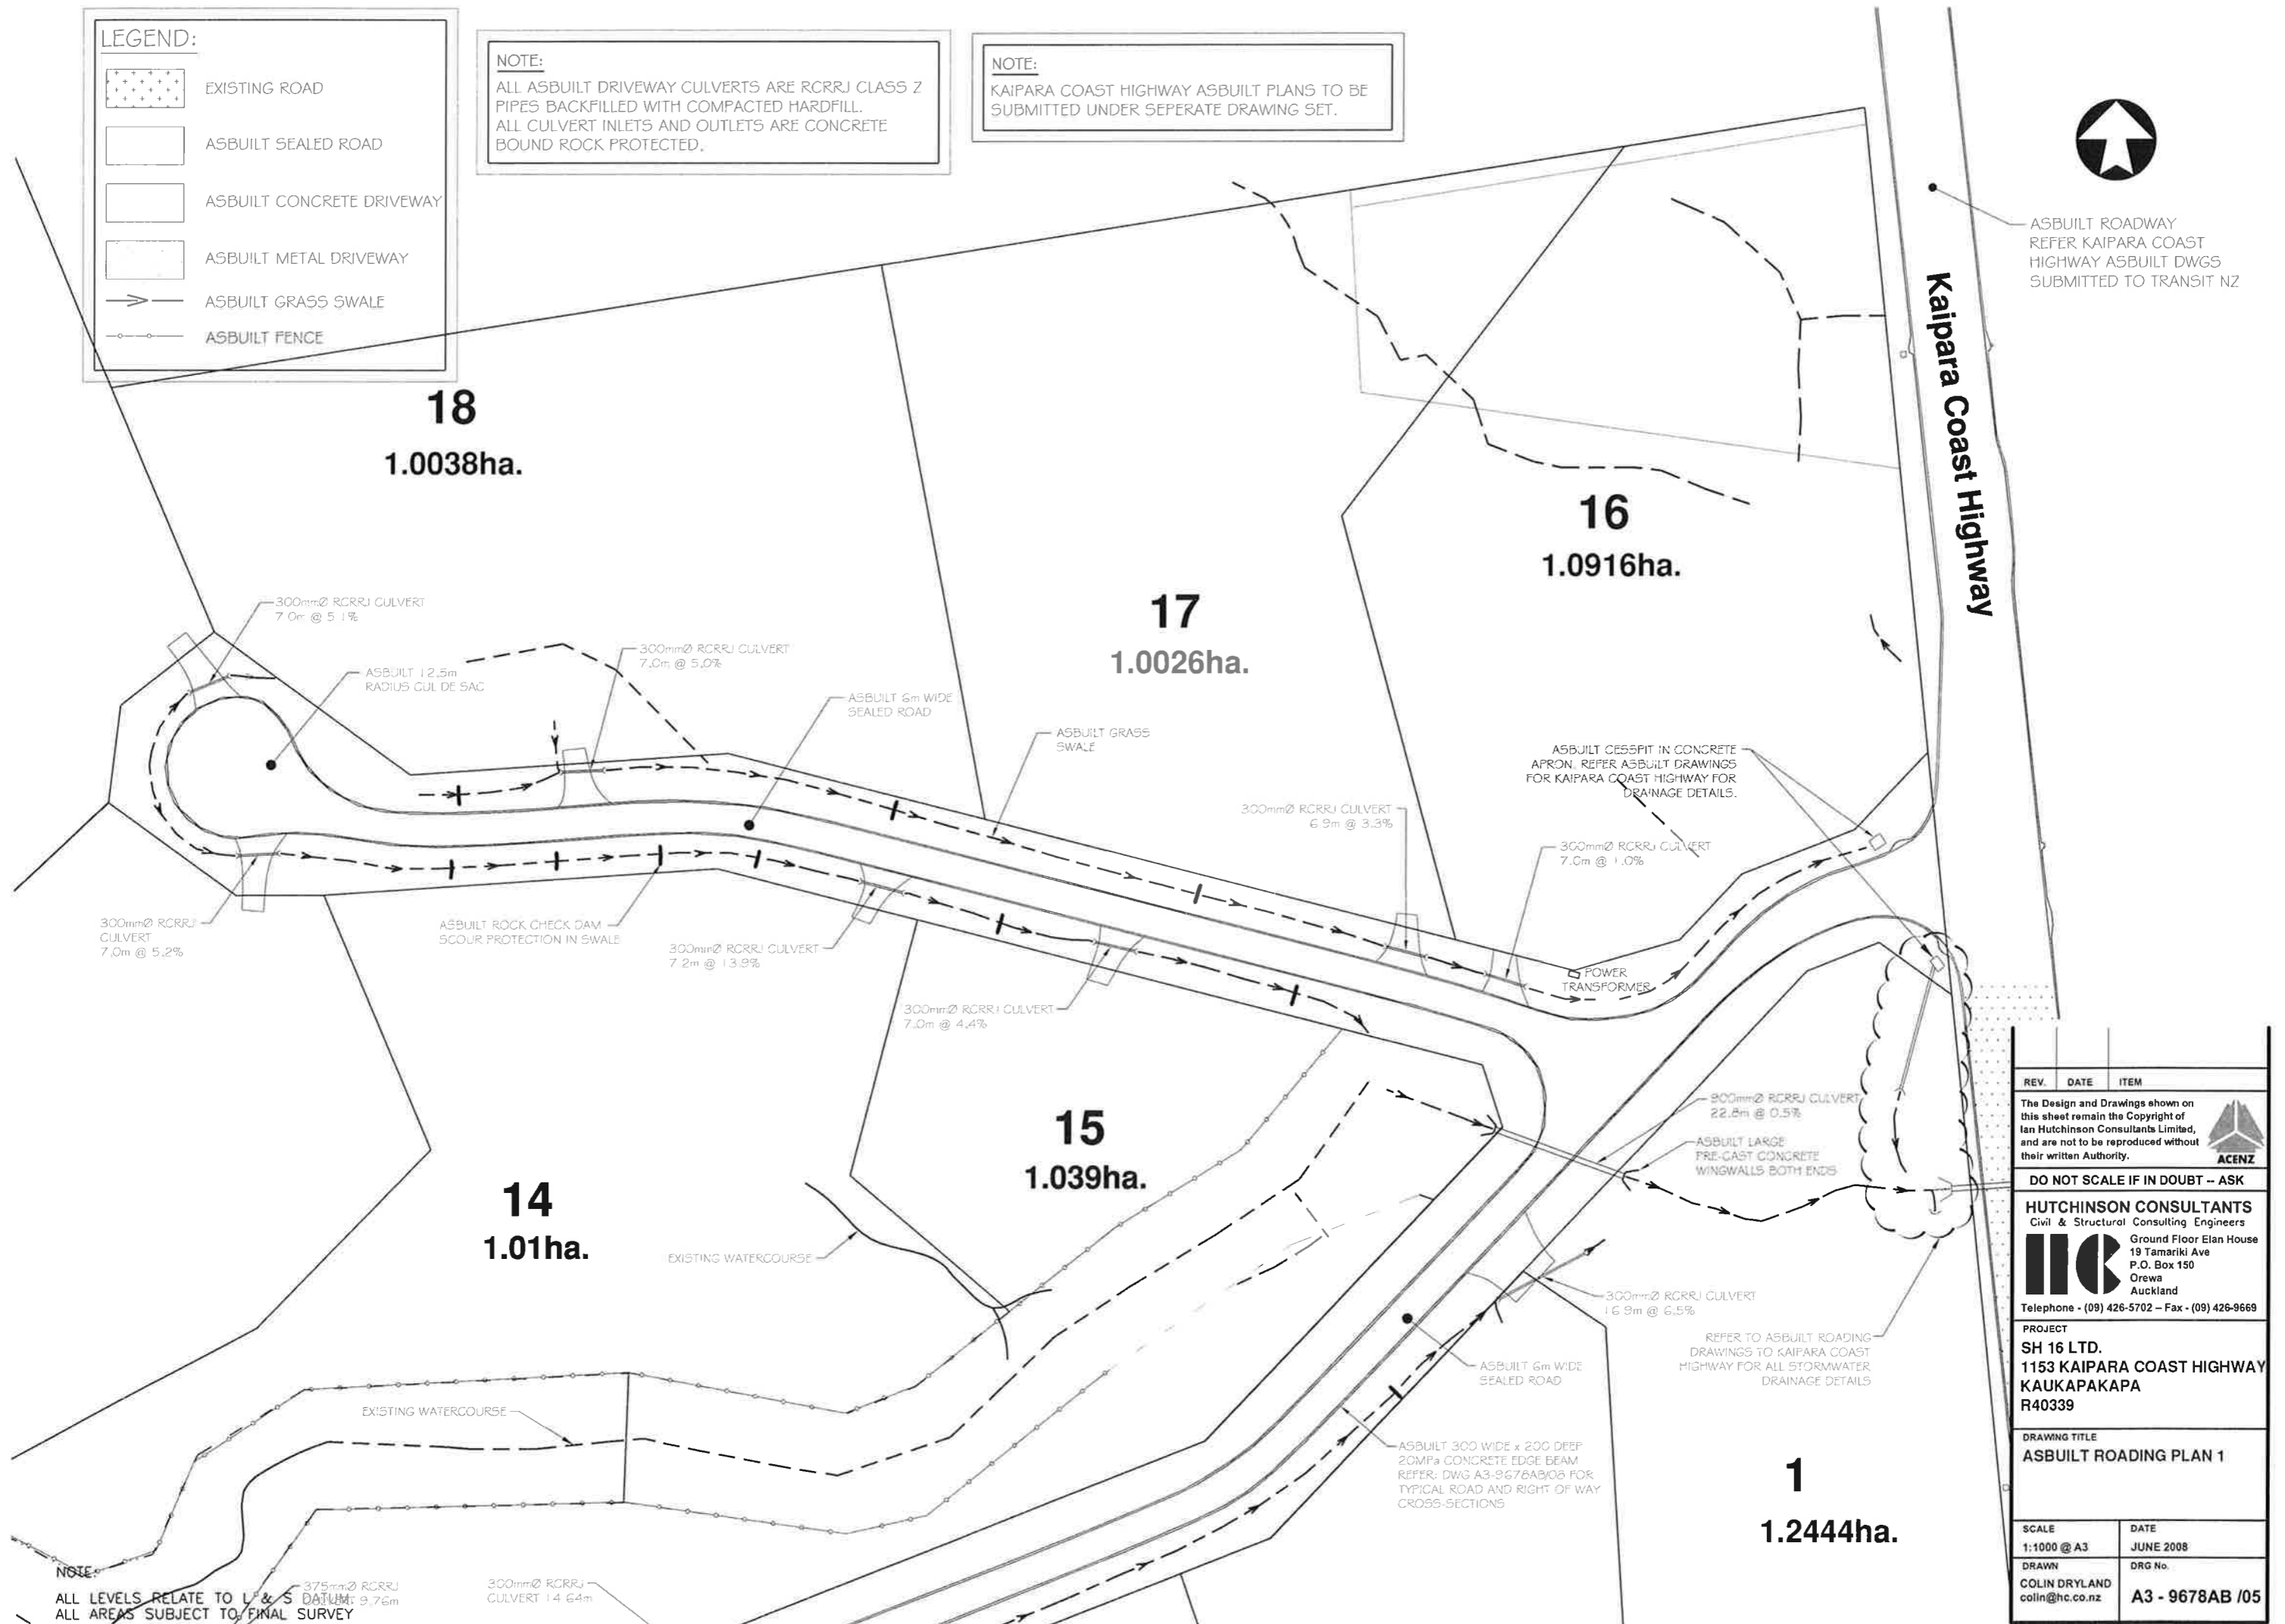 LEGEND:
EXISTING ROAD
ASBUILT SEALED ROAD
ASBUILT CONCRETE DRIVEWAY
ASBUILT METAL DRIVEWAY
ASBUILT GRASS SWALE
ASBUILT FENCE
NOTE:
ALL ASBUILT DRIVEWAY CULVERTS ARE RCRRJ CLASS Z
PIPES BACKFILLED WITH COMPACTED HARDFILL.
ALL CULVERT INLETS AND OUTLETS ARE CONCRETE
BOUND ROCK PROTECTED.
NOTE:
KAIPARA COAST HIGHWAY ASBUILT PLANS TO BE
SUBMITTED UNDER SEPERATE DRAWING SET.
ASBUILT ROADWAY
REFER KAIPARA COAST
HIGHWAY ASBUILT DWGS
SUBMITTED TO TRANSIT NZ
Kaipara Coast Highway
18
1.0038ha.
17
1.0026ha.
16
1.0916ha.
300mmØ RCRRJ CULVERT
7.0m @ 5.1%
ASBUILT 12.5m
RADIUS CUL DE SAC
300mmØ RCRRJ CULVERT
7.0m @ 5.0%
ASBUILT 6m WIDE
SEALED ROAD
ASBUILT GRASS
SWALE
ASBUILT CESSPIT IN CONCRETE
APRON. REFER ASBUILT DRAWINGS
FOR KAIPARA COAST HIGHWAY FOR
DRAINAGE DETAILS.
300mmØ RCRRJ CULVERT
6.9m @ 3.3%
300mmØ RCRRJ CULVERT
7.0m @ 1.0%
300mmØ RCRRJ
CULVERT
7.0m @ 5.2%
ASBUILT ROCK CHECK DAM
SCOUR PROTECTION IN SWALE
300mmØ RCRRJ CULVERT
7.2m @ 13.9%
300mmØ RCRRJ CULVERT
7.0m @ 4.4%
POWER
TRANSFORMER
14
1.01ha.
15
1.039ha.
900mmØ RCRRJ CULVERT
22.8m @ 0.5%
ASBUILT LARGE
PRE-CAST CONCRETE
WINGWALLS BOTH ENDS
EXISTING WATERCOURSE
300mmØ RCRRJ CULVERT
16.9m @ 6.5%
REFER TO ASBUILT ROADING
DRAWINGS TO KAIPARA COAST
HIGHWAY FOR ALL STORMWATER
DRAINAGE DETAILS
ASBUILT 6m WIDE
SEALED ROAD
EXISTING WATERCOURSE
ASBUILT 300 WIDE x 200 DEEP
20MPa CONCRETE EDGE BEAM
REFER: DWG A3-9678AB/08 FOR
TYPICAL ROAD AND RIGHT OF WAY
CROSS-SECTIONS
1
1.2444ha.
NOTE:
ALL LEVELS RELATE TO L & S DATUM.
ALL AREAS SUBJECT TO FINAL SURVEY
375mmØ RCRRJ
9.76m
300mmØ RCRRJ
CULVERT 14.64m
REV. DATE ITEM
The Design and Drawings shown on
this sheet remain the Copyright of
Ian Hutchinson Consultants Limited,
and are not to be reproduced without
their written Authority.
ACENZ
DO NOT SCALE IF IN DOUBT – ASK
HUTCHINSON CONSULTANTS
Civil & Structural Consulting Engineers
Ground Floor Elan House
19 Tamariki Ave
P.O. Box 150
Orewa
Auckland
Telephone - (09) 426-5702 – Fax - (09) 426-9669
PROJECT
SH 16 LTD.
1153 KAIPARA COAST HIGHWAY
KAUKAPAKAPA
R40339
DRAWING TITLE
ASBUILT ROADING PLAN 1
SCALE DATE
1:1000 @ A3 JUNE 2008
DRAWN DRG No.
COLIN DRYLAND
colin@hc.co.nz A3 - 9678AB /05